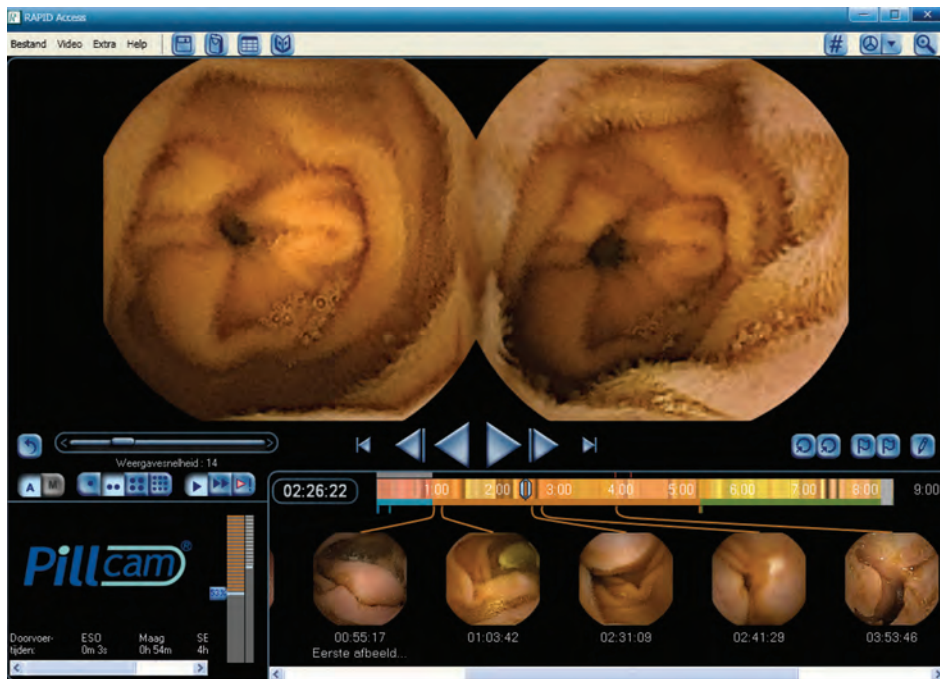 RAPID Access
Bestand Video Extra Help
#
Weergavesnelheid : 14
A M
02:26:22
1:00 2:00 3:00 4:00 5:00 6:00 7:00 8:00 9:00
Pillcam®
00:55:17 01:03:42 02:31:09 02:41:29 03:53:46
Eerste afbeeld...
Doorvoer- ESO Maag SE
tijden: 0m 3s 0h 54m 4h